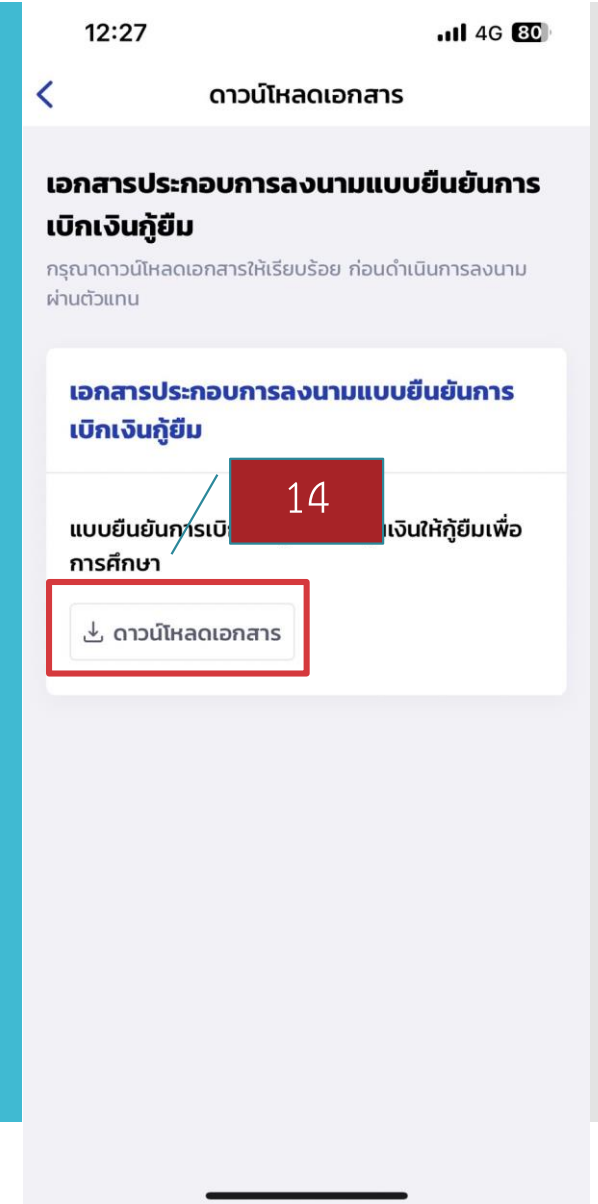 12:27 4G 80
ดาวน์โหลดเอกสาร
เอกสารประกอบการลงนามแบบยืนยันการ
เบิกเงินกู้ยืม
กรุณาดาวน์โหลดเอกสารให้เรียบร้อย ก่อนดำเนินการลงนาม
ผ่านตัวแทน
เอกสารประกอบการลงนามแบบยืนยันการ
เบิกเงินกู้ยืม
14
แบบยืนยันการเบิ เงินให้กู้ยืมเพื่อ
การศึกษา
ดาวน์โหลดเอกสาร